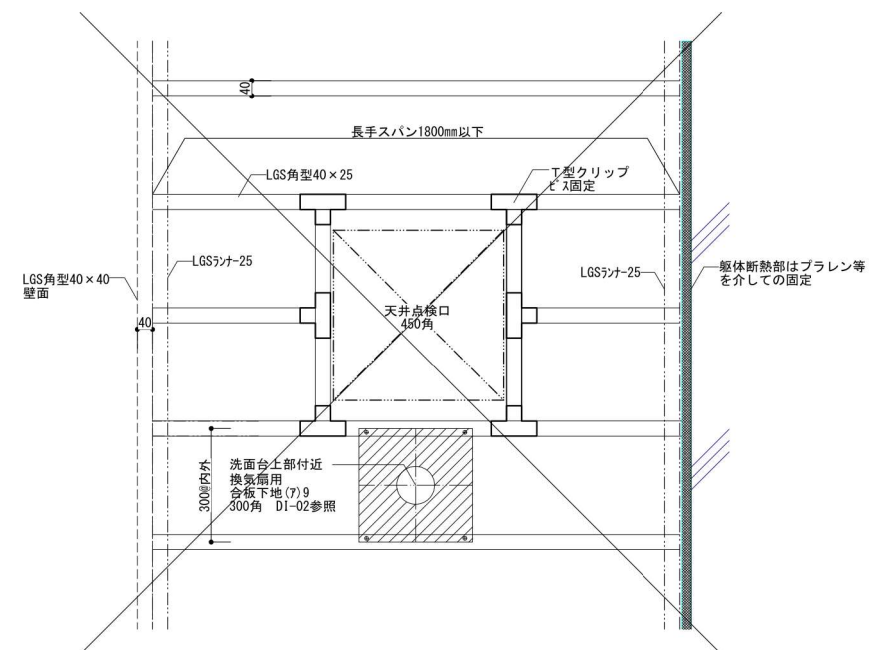 40
長手スパン1800mm以下
LGS角型40×25
T型クリップ
ビス固定
LGSランナー25
LGSランナー25
LGS角型40×40
壁面
躯体断熱部はプラレン等
を介しての固定
天井点検口
450角
40
300@内外
洗面台上部付近
換気扇用
合板下地(ア)9
300角 DI-02参照